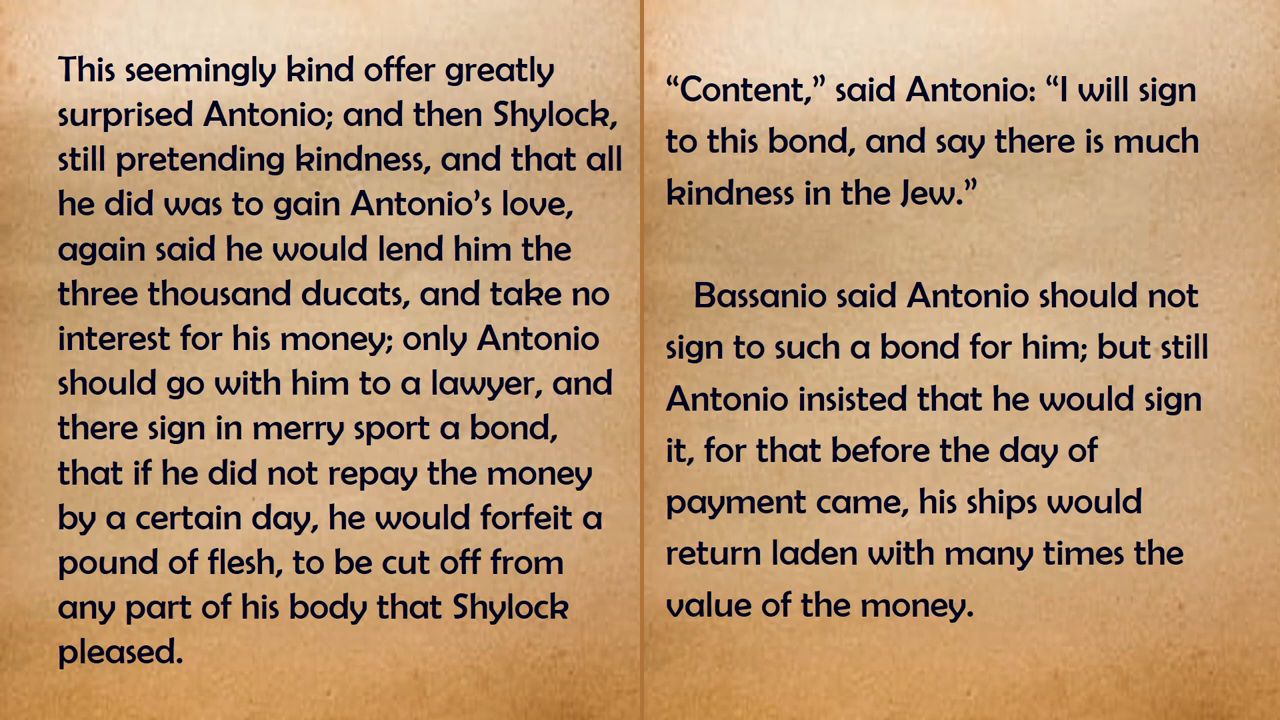 This seemingly kind offer greatly
surprised Antonio; and then Shylock,
still pretending kindness, and that all
he did was to gain Antonio’s love,
again said he would lend him the
three thousand ducats, and take no
interest for his money; only Antonio
should go with him to a lawyer, and
there sign in merry sport a bond,
that if he did not repay the money
by a certain day, he would forfeit a
pound of flesh, to be cut off from
any part of his body that Shylock
pleased.
“Content,” said Antonio: “I will sign
to this bond, and say there is much
kindness in the Jew.”
Bassanio said Antonio should not
sign to such a bond for him; but still
Antonio insisted that he would sign
it, for that before the day of
payment came, his ships would
return laden with many times the
value of the money.